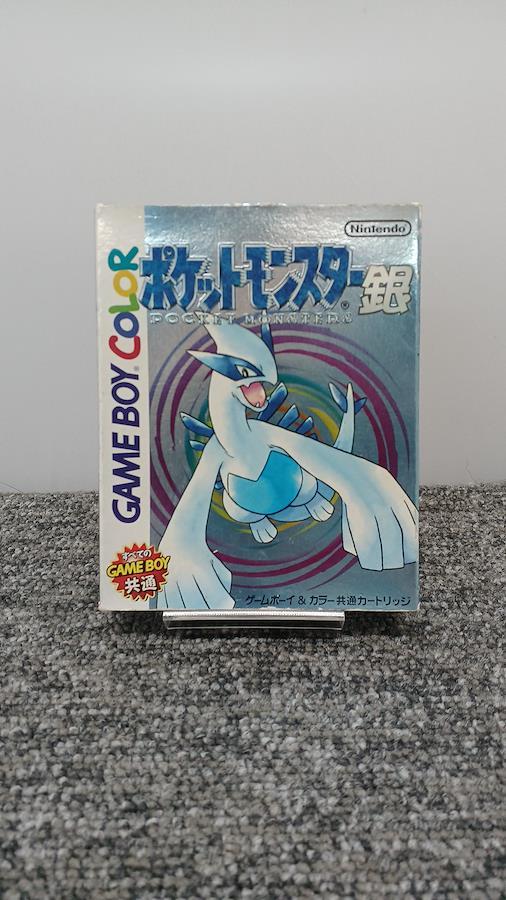 Nintendo
ポケットモンスター 銀
POCKET MONSTERS
GAME BOY COLOR
すべての
GAME BOY
共通
ゲームボーイ & カラー共通カートリッジ